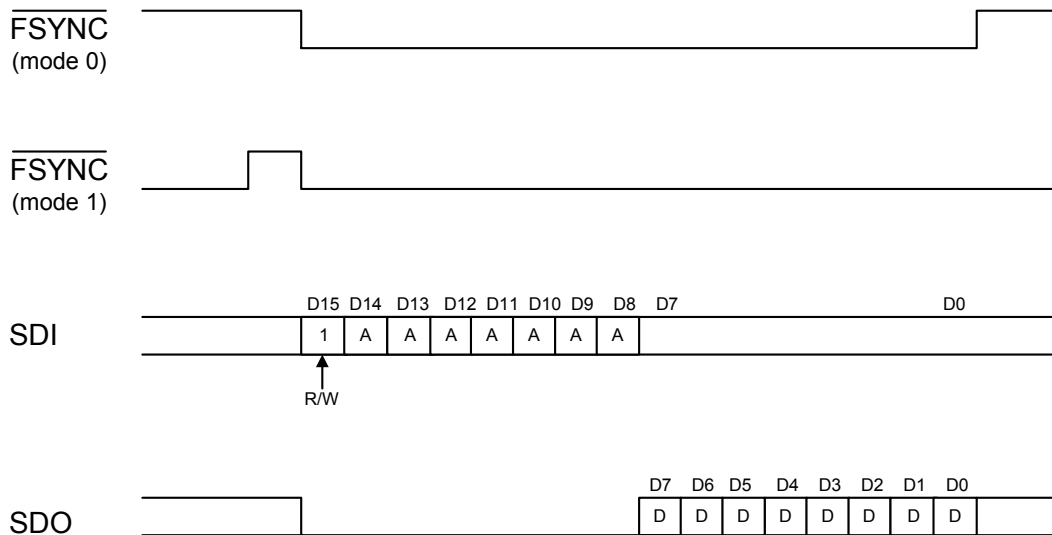 FSYNC
(mode 0)
FSYNC
(mode 1)
D15 D14 D13 D12 D11 D10 D9 D8 D7 D0
SDI 1 A A A A A A A
R/W
D7 D6 D5 D4 D3 D2 D1 D0
SDO D D D D D D D D